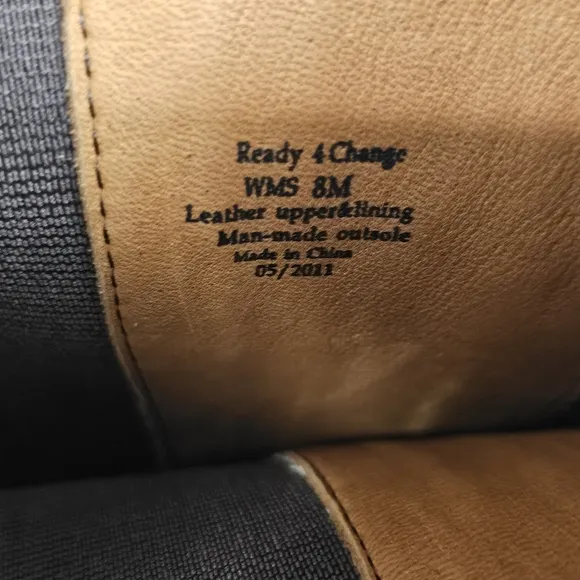 Ready 4 Change
WMS 8M
Leather upper&lining
Man-made outsole
Made in China
05/2011